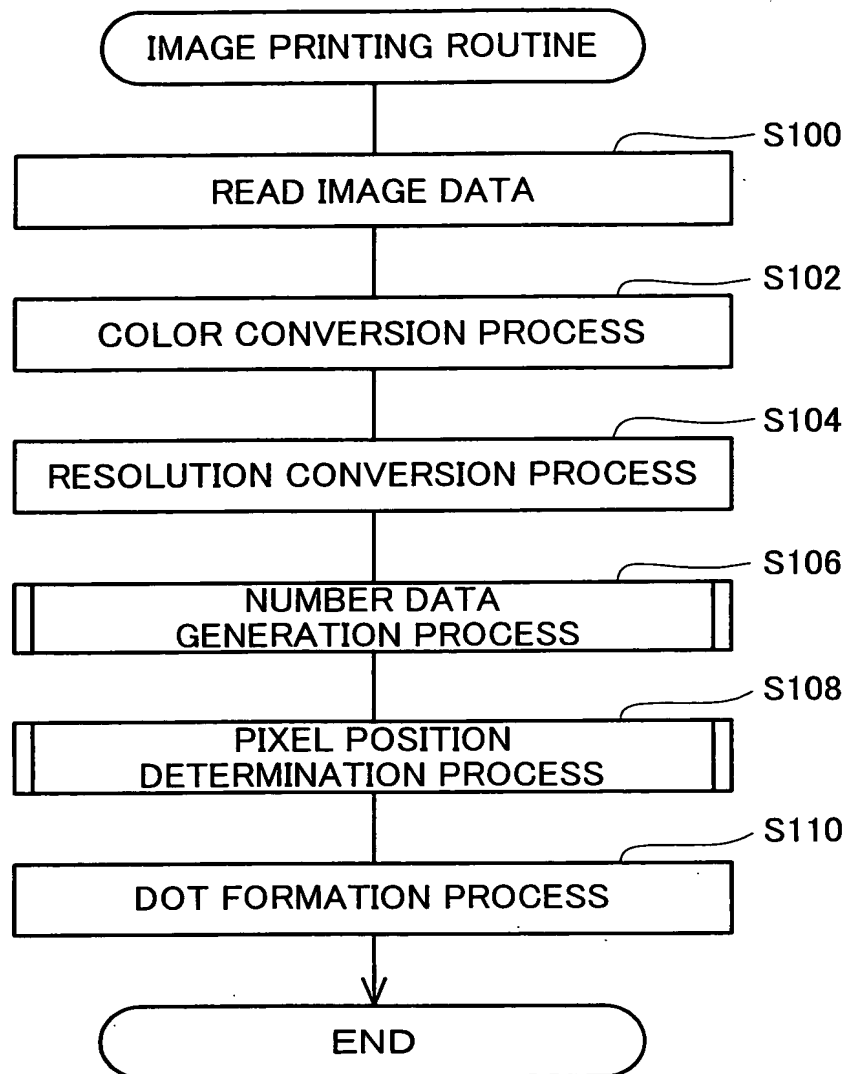 IMAGE PRINTING ROUTINE
S100
READ IMAGE DATA
S102
COLOR CONVERSION PROCESS
S104
RESOLUTION CONVERSION PROCESS
S106
NUMBER DATA
GENERATION PROCESS
S108
PIXEL POSITION
DETERMINATION PROCESS
S110
DOT FORMATION PROCESS
END